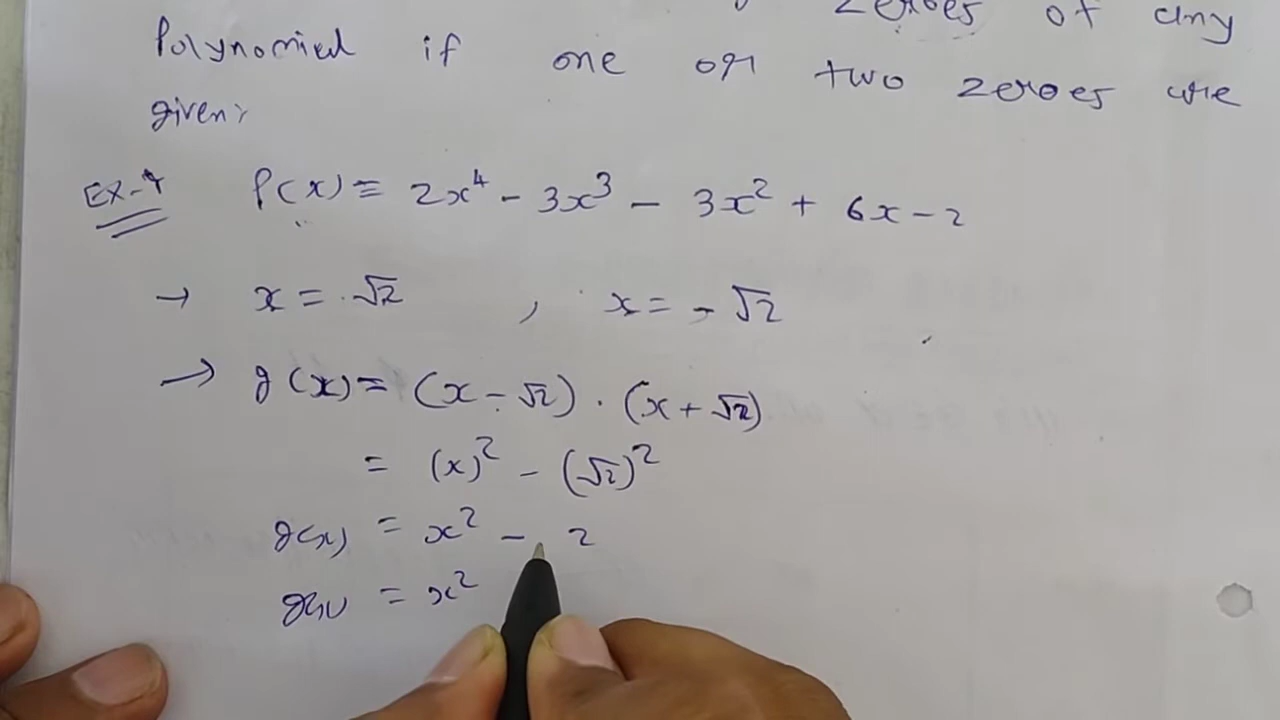 zeroes of any
Polynomial if one or two zeroes are
given:
Ex-4 P(x) = 2x⁴ - 3x³ - 3x² + 6x - 2
→ x = √2 , x = -√2
→ g(x) = (x - √2) · (x + √2)
= (x)² - (√2)²
g(x) = x² - 2
g(x) = x²